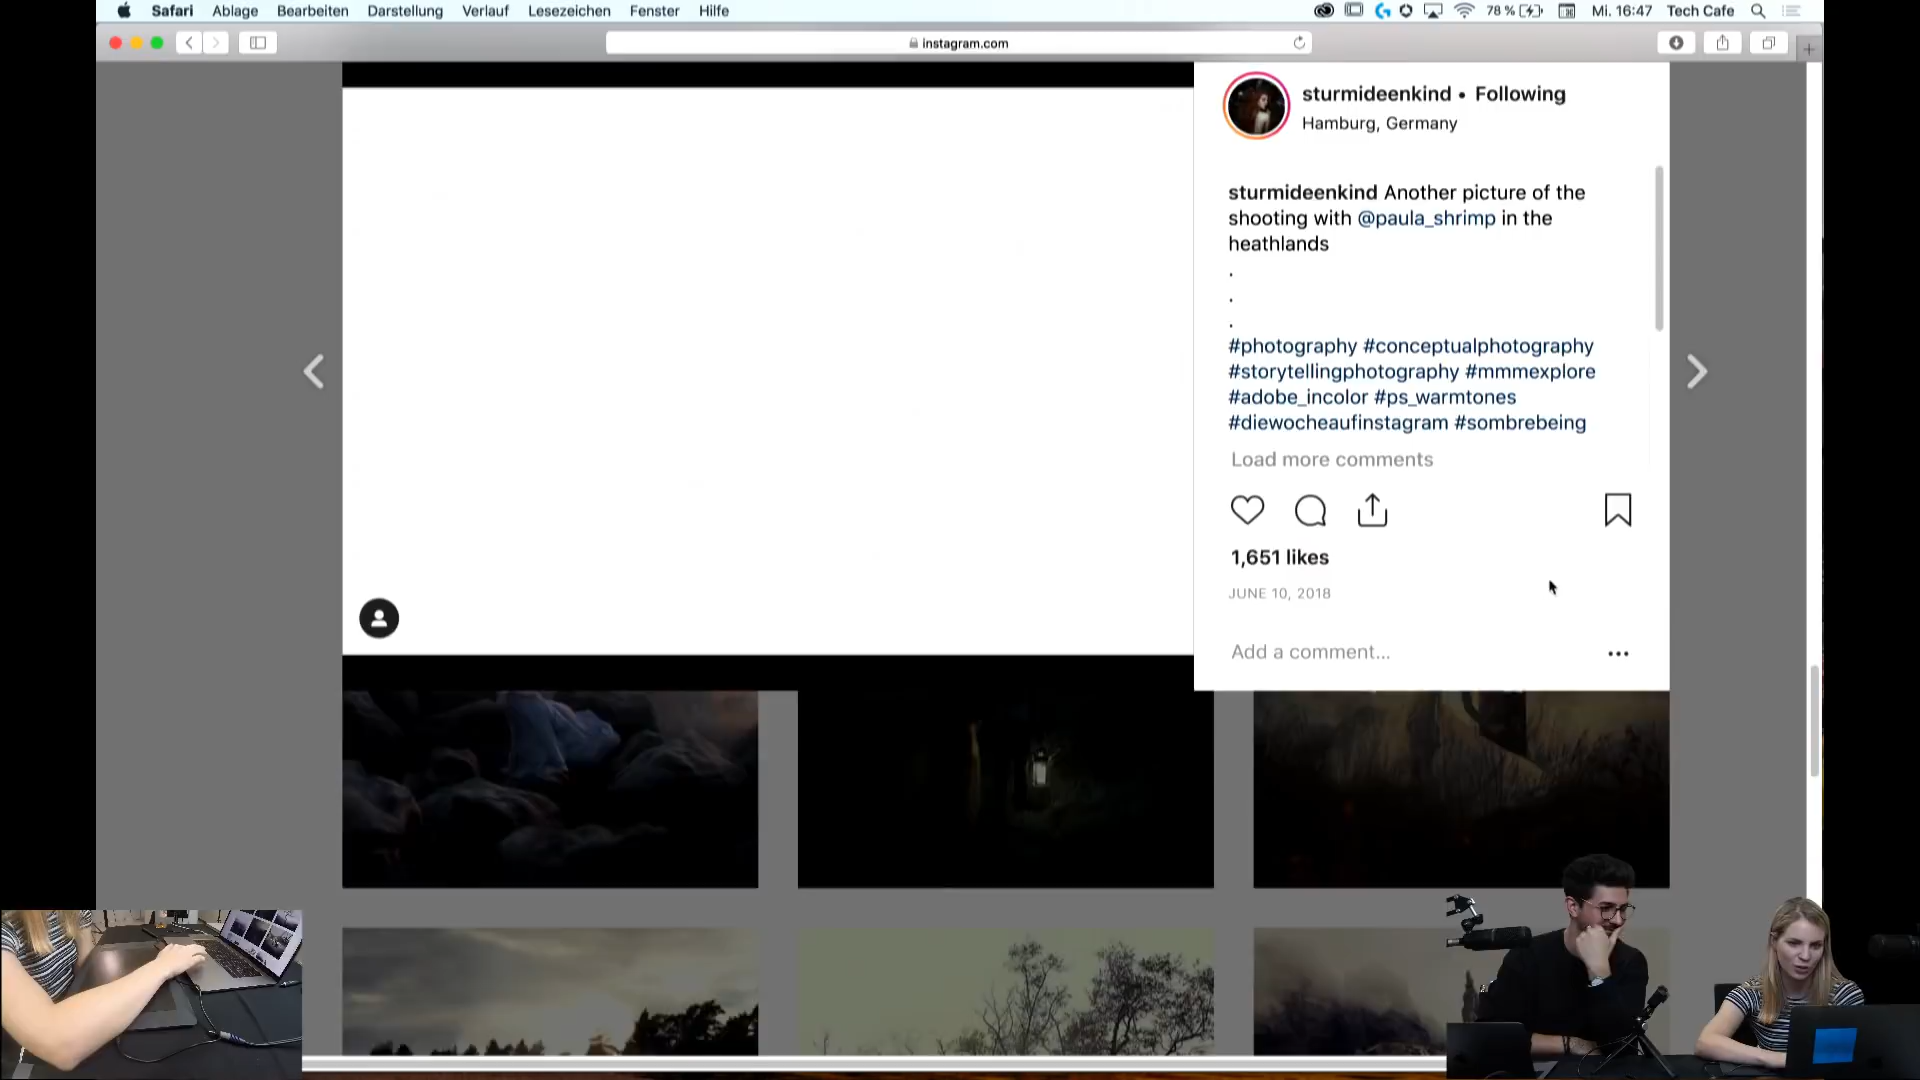 Safari Ablage Bearbeiten Darstellung Verlauf Lesezeichen Fenster Hilfe
78 % Mi. 16:47 Tech Cafe
instagram.com
sturmideenkind • Following
Hamburg, Germany
sturmideenkind Another picture of the
shooting with @paula_shrimp in the
heathlands
.
.
.
#photography #conceptualphotography
#storytellingphotography #mmmexplore
#adobe_incolor #ps_warmtones
#diewocheaufinstagram #sombrebeing
Load more comments
1,651 likes
JUNE 10, 2018
Add a comment...